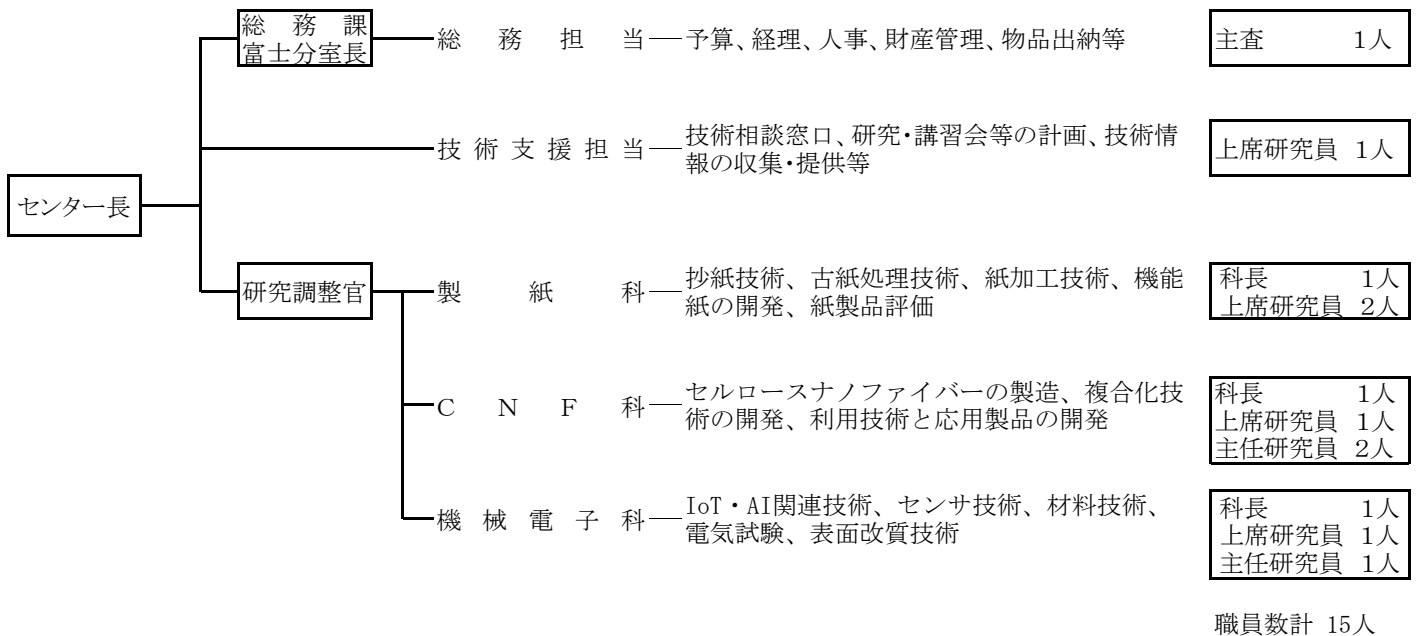 総務課
富士分室長
総務担当
予算、経理、人事、財産管理、物品出納等
主査 1人
技術支援担当
技術相談窓口、研究・講習会等の計画、技術情
報の収集・提供等
上席研究員 1人
センター長
研究調整官
製紙科
抄紙技術、古紙処理技術、紙加工技術、機能
紙の開発、紙製品評価
科長 1人
上席研究員 2人
CNF科
セルロースナノファイバーの製造、複合化技
術の開発、利用技術と応用製品の開発
科長 1人
上席研究員 1人
主任研究員 2人
機械電子科
IoT・AI関連技術、センサ技術、材料技術、
電気試験、表面改質技術
科長 1人
上席研究員 1人
主任研究員 1人
職員数計 15人